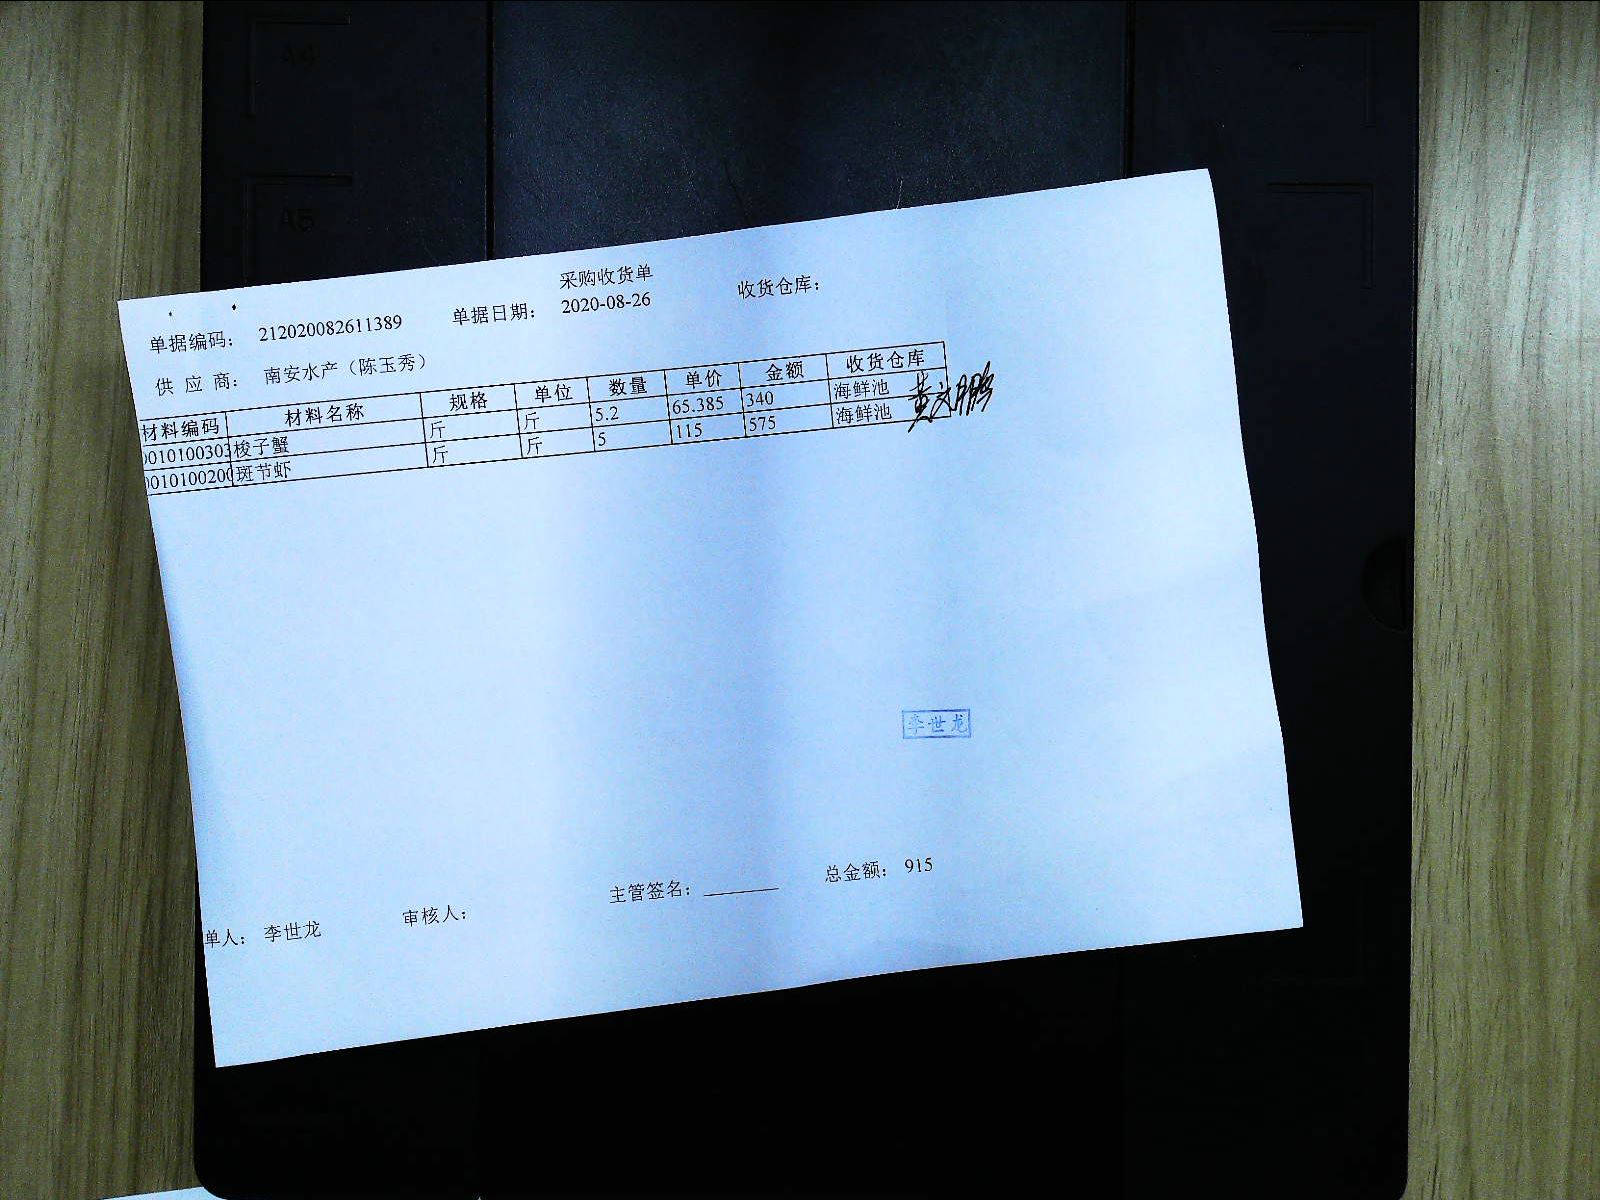 A4
A5
采购收货单
单据编码： 212020082611389 单据日期： 2020-08-26 收货仓库：
供 应 商： 南安水产（陈玉秀）
材料编码 材料名称 规格 单位 数量 单价 金额 收货仓库
010100303 梭子蟹 斤 斤 5.2 65.385 340 海鲜池
010100200 斑节虾 斤 斤 5 115 575 海鲜池
李世龙
单人： 李世龙 审核人： 主管签名： 总金额： 915